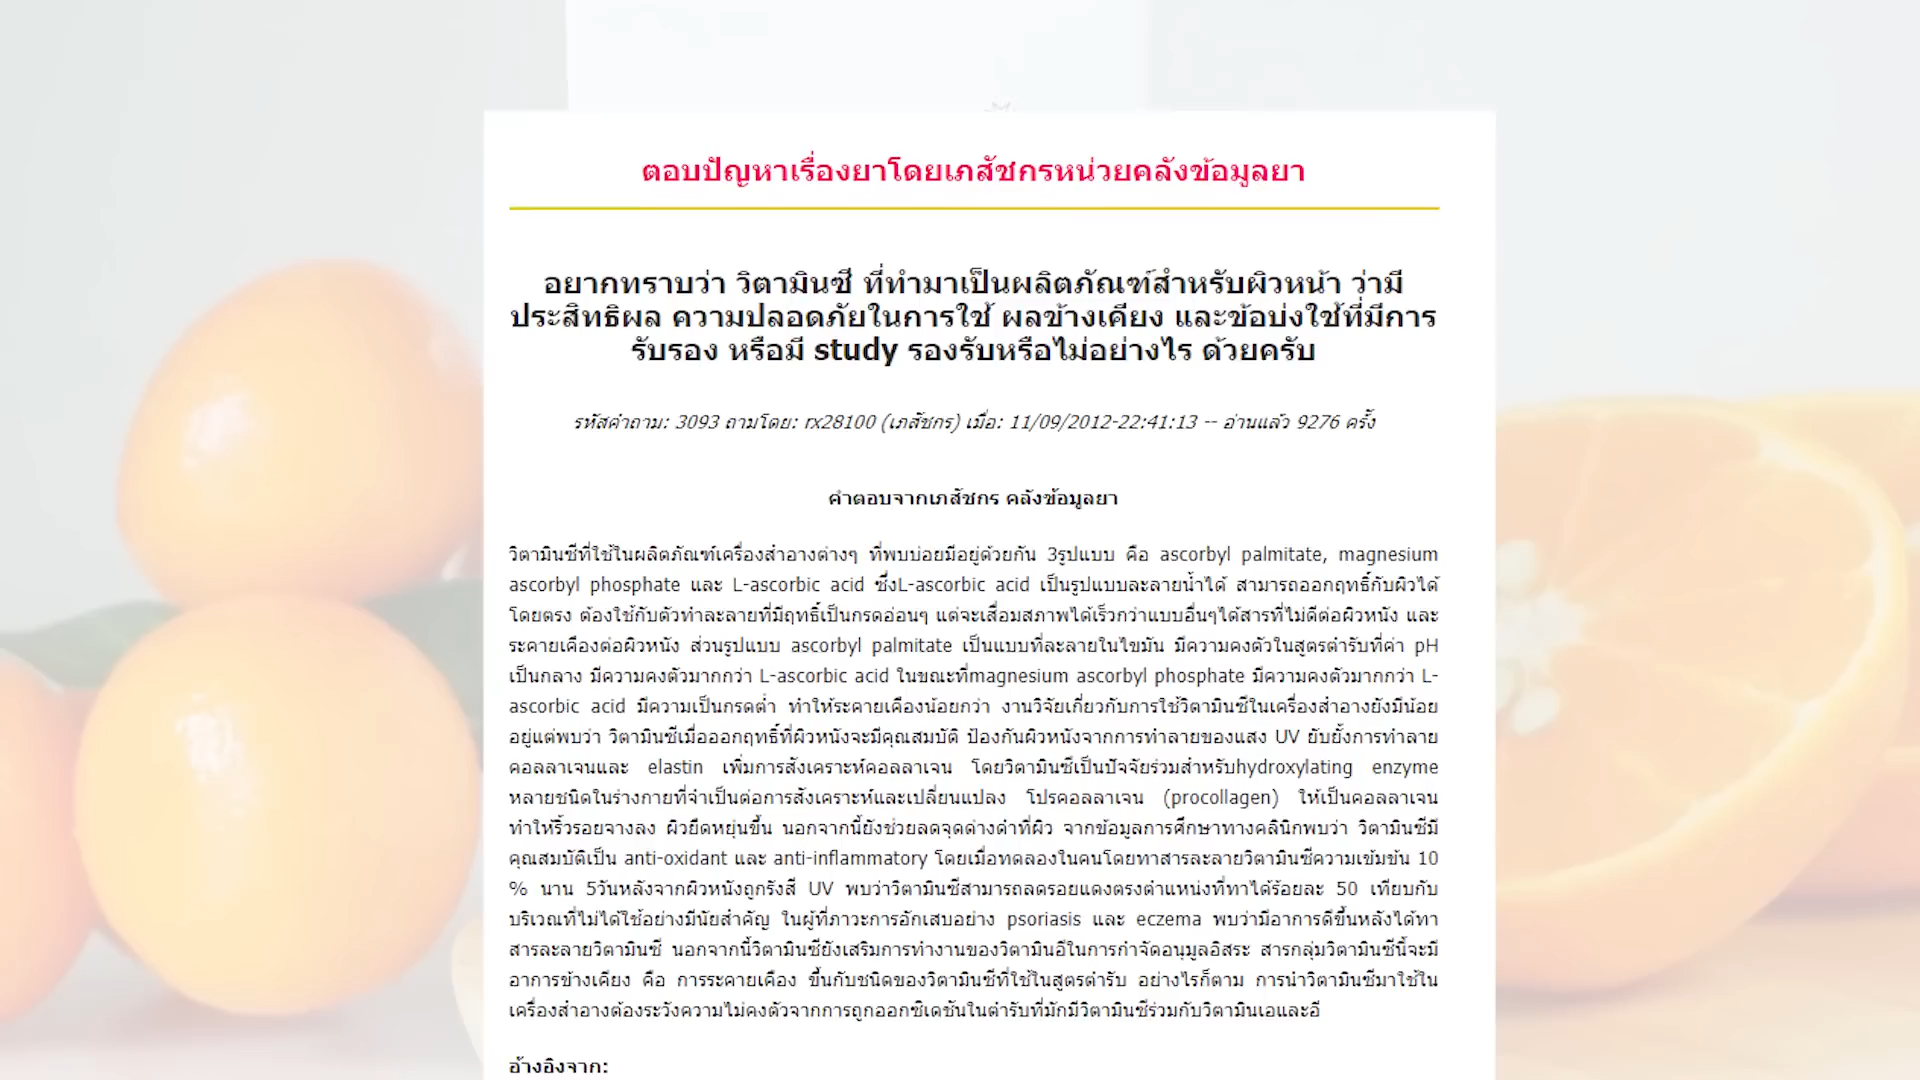 ตอบปัญหาเรื่องยาโดยเภสัชกรหน่วยคลังข้อมูลยา
อยากทราบว่า วิตามินซี ที่ทำมาเป็นผลิตภัณฑ์สำหรับผิวหน้า ว่ามี
ประสิทธิผล ความปลอดภัยในการใช้ ผลข้างเคียง และข้อบ่งใช้ที่มีการ
รับรอง หรือมี study รองรับหรือไม่อย่างไร ด้วยครับ
รหัสคำถาม: 3093 ถามโดย: rx28100 (เภสัชกร) เมื่อ: 11/09/2012-22:41:13 -- อ่านแล้ว 9276 ครั้ง
คำตอบจากเภสัชกร คลังข้อมูลยา
วิตามินซีที่ใช้ในผลิตภัณฑ์เครื่องสำอางต่างๆ ที่พบบ่อยมีอยู่ด้วยกัน 3รูปแบบ คือ ascorbyl palmitate, magnesium
ascorbyl phosphate และ L-ascorbic acid ซึ่งL-ascorbic acid เป็นรูปแบบละลายน้ำได้ สามารถออกฤทธิ์กับผิวได้
โดยตรง ต้องใช้กับตัวทำละลายที่มีฤทธิ์เป็นกรดอ่อนๆ แต่จะเสื่อมสภาพได้เร็วกว่าแบบอื่นๆได้สารที่ไม่ดีต่อผิวหนัง และ
ระคายเคืองต่อผิวหนัง ส่วนรูปแบบ ascorbyl palmitate เป็นแบบที่ละลายในไขมัน มีความคงตัวในสูตรตำรับที่ค่า pH
เป็นกลาง มีความคงตัวมากกว่า L-ascorbic acid ในขณะที่magnesium ascorbyl phosphate มีความคงตัวมากกว่า L-
ascorbic acid มีความเป็นกรดต่ำ ทำให้ระคายเคืองน้อยกว่า งานวิจัยเกี่ยวกับการใช้วิตามินซีในเครื่องสำอางยังมีน้อย
อยู่แต่พบว่า วิตามินซีเมื่อออกฤทธิ์ที่ผิวหนังจะมีคุณสมบัติ ป้องกันผิวหนังจากการทำลายของแสง UV ยับยั้งการทำลาย
คอลลาเจนและ elastin เพิ่มการสังเคราะห์คอลลาเจน โดยวิตามินซีเป็นปัจจัยร่วมสำหรับhydroxylating enzyme
หลายชนิดในร่างกายที่จำเป็นต่อการสังเคราะห์และเปลี่ยนแปลง โปรคอลลาเจน (procollagen) ให้เป็นคอลลาเจน
ทำให้ริ้วรอยจางลง ผิวยืดหยุ่นขึ้น นอกจากนี้ยังช่วยลดจุดด่างดำที่ผิว จากข้อมูลการศึกษาทางคลินิกพบว่า วิตามินซีมี
คุณสมบัติเป็น anti-oxidant และ anti-inflammatory โดยเมื่อทดลองในคนโดยทาสารละลายวิตามินซีความเข้มข้น 10
% นาน 5วันหลังจากผิวหนังถูกรังสี UV พบว่าวิตามินซีสามารถลดรอยแดงตรงตำแหน่งที่ทาได้ร้อยละ 50 เทียบกับ
บริเวณที่ไม่ได้ใช้อย่างมีนัยสำคัญ ในผู้ที่ภาวะการอักเสบอย่าง psoriasis และ eczema พบว่ามีอาการดีขึ้นหลังได้ทา
สารละลายวิตามินซี นอกจากนี้วิตามินซียังเสริมการทำงานของวิตามินอีในการกำจัดอนุมูลอิสระ สารกลุ่มวิตามินซีนี้จะมี
อาการข้างเคียง คือ การระคายเคือง ขึ้นกับชนิดของวิตามินซีที่ใช้ในสูตรตำรับ อย่างไรก็ตาม การนำวิตามินซีมาใช้ใน
เครื่องสำอางต้องระวังความไม่คงตัวจากการถูกออกซิเดชันในตำรับที่มักมีวิตามินซีร่วมกับวิตามินเอและอี
อ้างอิงจาก: